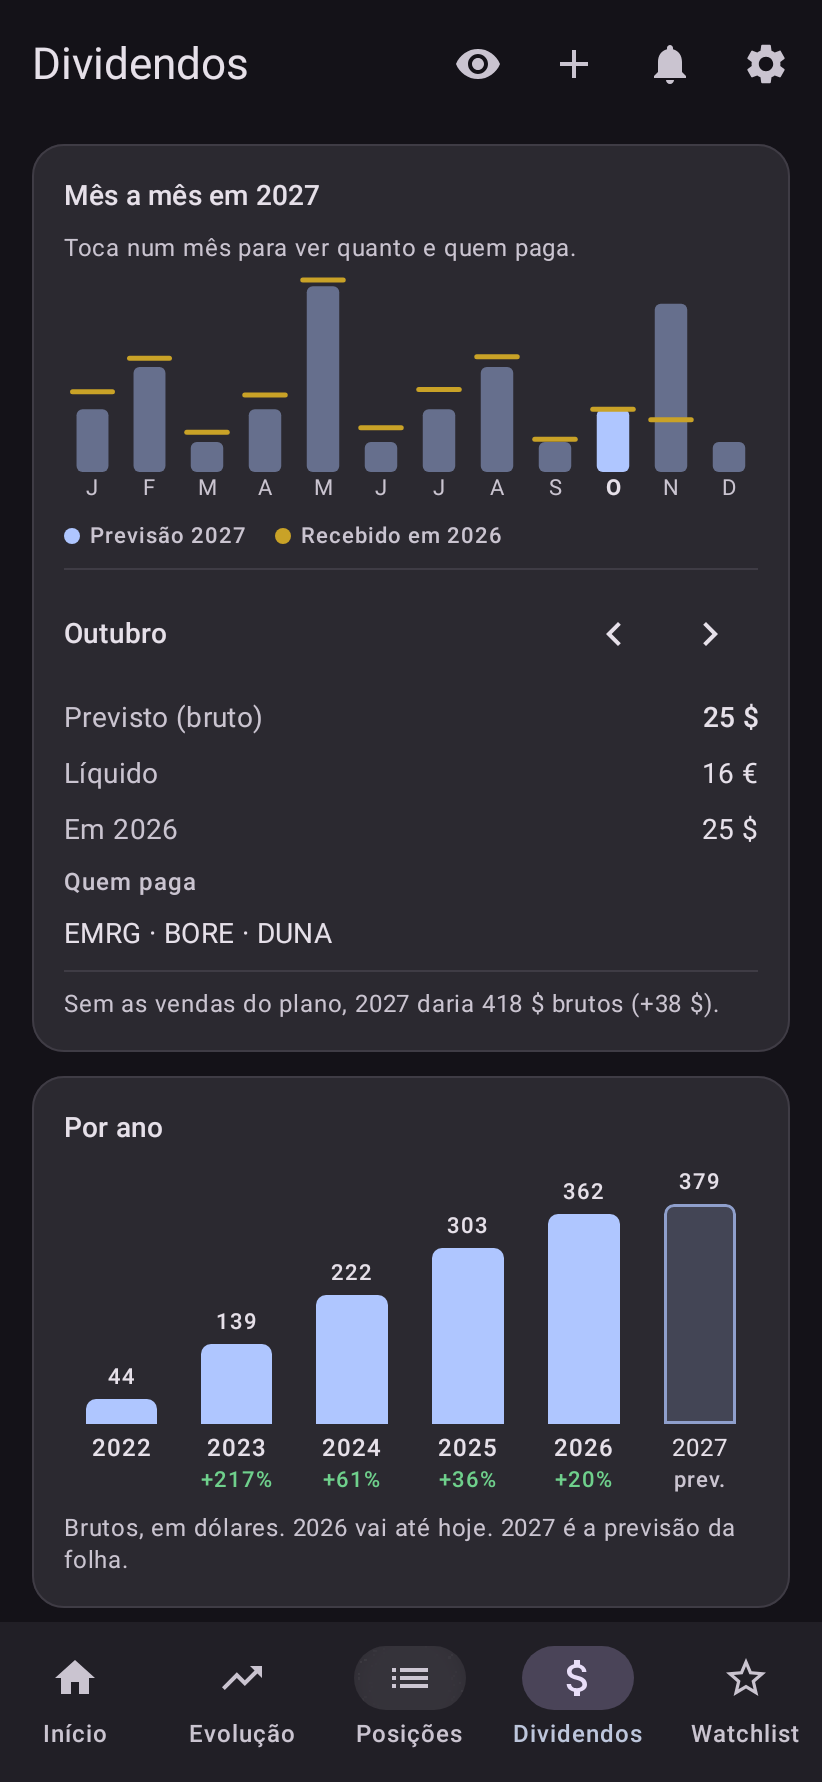 Dividendos
Mês a mês em 2027
Toca num mês para ver quanto e quem paga.
J F M A M J J A S O N D
Previsão 2027 Recebido em 2026
Outubro
Previsto (bruto) 25 $
Líquido 16 €
Em 2026 25 $
Quem paga
EMRG · BORE · DUNA
Sem as vendas do plano, 2027 daria 418 $ brutos (+38 $).
Por ano
44 139 222 303 362 379
2022 2023 2024 2025 2026 2027
+217% +61% +36% +20% prev.
Brutos, em dólares. 2026 vai até hoje. 2027 é a previsão da
folha.
Início Evolução Posições Dividendos Watchlist